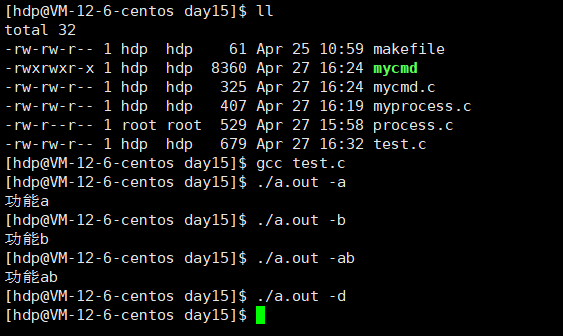 [hdp@VM-12-6-centos day15]$ ll
total 32
-rw-rw-r-- 1 hdp  hdp    61 Apr 25 10:59 makefile
-rwxrwxr-x 1 hdp  hdp  8360 Apr 27 16:24 mycmd
-rw-rw-r-- 1 hdp  hdp   325 Apr 27 16:24 mycmd.c
-rw-rw-r-- 1 hdp  hdp   407 Apr 27 16:19 myprocess.c
-rw-r--r-- 1 root root  529 Apr 27 15:58 process.c
-rw-rw-r-- 1 hdp  hdp   679 Apr 27 16:32 test.c
[hdp@VM-12-6-centos day15]$ gcc test.c
[hdp@VM-12-6-centos day15]$ ./a.out -a
功能a
[hdp@VM-12-6-centos day15]$ ./a.out -b
功能b
[hdp@VM-12-6-centos day15]$ ./a.out -ab
功能ab
[hdp@VM-12-6-centos day15]$ ./a.out -d
[hdp@VM-12-6-centos day15]$